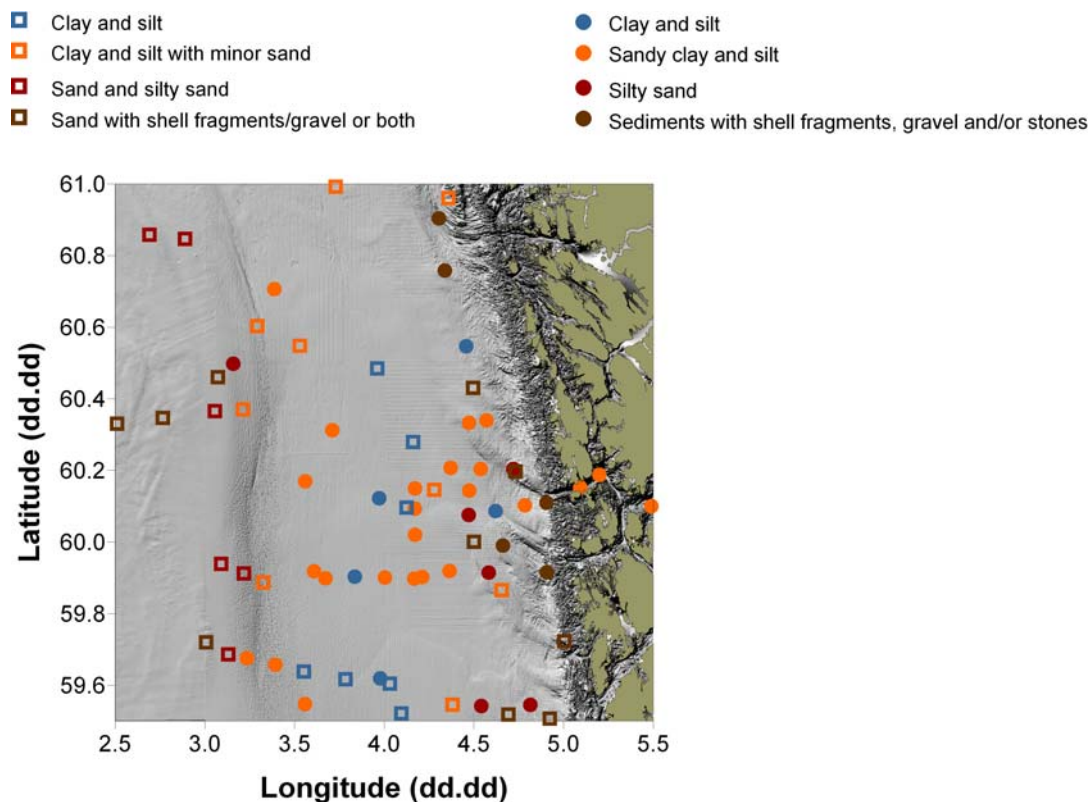 Clay and silt
Clay and silt with minor sand
Sand and silty sand
Sand with shell fragments/gravel or both
Clay and silt
Sandy clay and silt
Silty sand
Sediments with shell fragments, gravel and/or stones
Latitude (dd.dd)
61.0
60.8
60.6
60.4
60.2
60.0
59.8
59.6
2.5 3.0 3.5 4.0 4.5 5.0 5.5
Longitude (dd.dd)